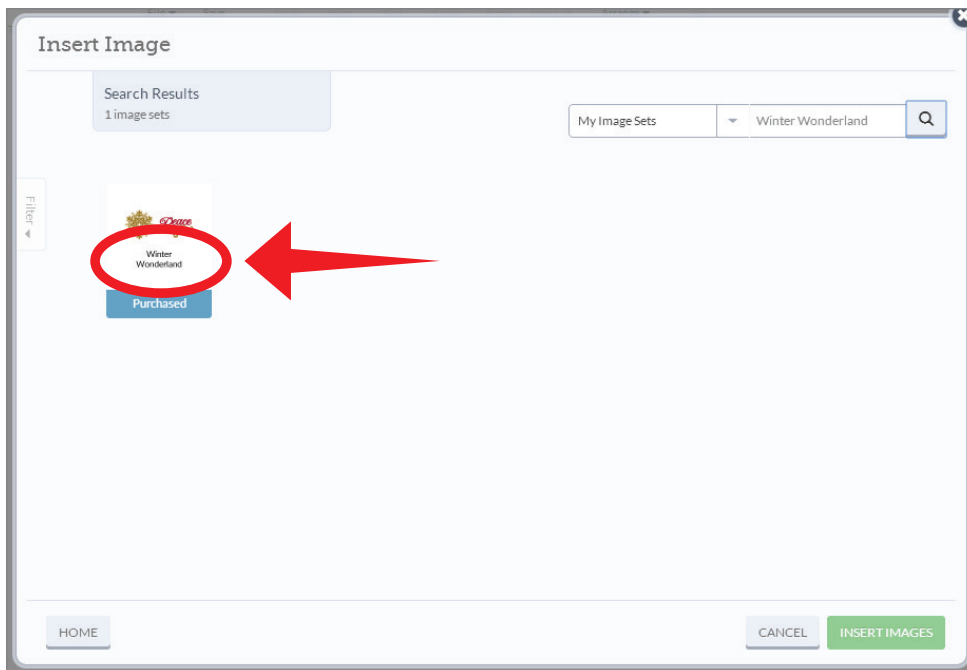 Insert Image
Search Results
1 image sets
My Image Sets
Winter Wonderland
Filter
Peace
Winter
Wonderland
Purchased
HOME
CANCEL
INSERT IMAGES